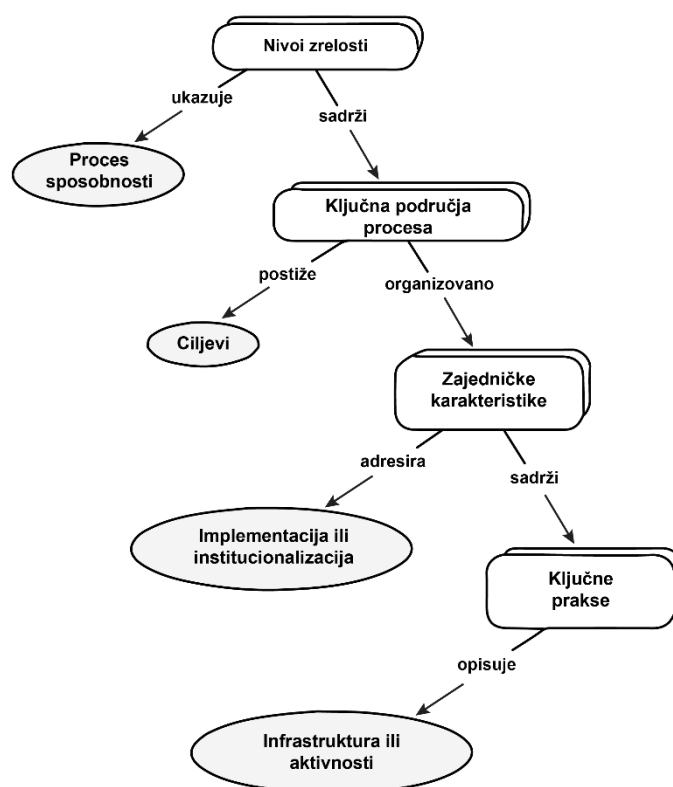 Nivoi zrelosti
ukazuje
sadrži
Proces
sposobnosti
Ključna područja
procesa
postiže
organizovano
Ciljevi
Zajedničke
karakteristike
adresira
sadrži
Implementacija ili
institucionalizacija
Ključne
prakse
opisuje
Infrastruktura ili
aktivnosti